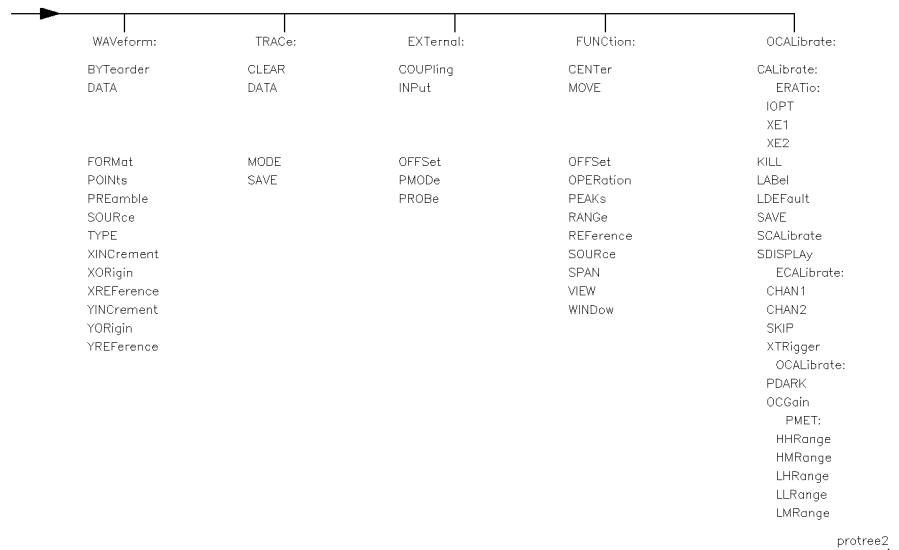 WAVeform:
BYTearder
DATA
FORMat
POINts
PREamble
SOURce
TYPE
XINCrement
XORigin
XREFerence
YINCrement
YORigin
YREFerence
TRACe:
CLEAR
DATA
MODE
SAVE
EXTernal:
COUPling
INPut
OFFSet
PMODe
PROBe
FUNCtion:
CENTer
MOVE
OFFSet
OPERation
PEAKs
RANGe
REFerence
SOURce
SPAN
VIEW
WINDow
OCALibrate:
CALibrate:
ERATio:
IOPT
XE1
XE2
KILL
LABel
LDEFault
SAVE
SCALibrate
SDISPLAy
ECALibrate:
CHAN1
CHAN2
SKIP
XTRigger
OCALibrate:
PDARK
OCGain
PMET:
HHRange
HMRange
LHRange
LLRange
LMRange
protree2